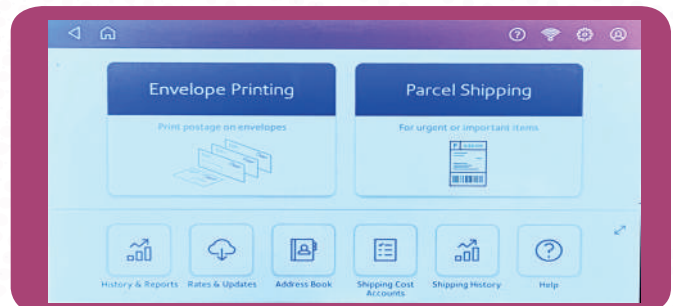 Envelope Printing
Print postage on envelopes
Parcel Shipping
For urgent or important items
History & Reports
Rates & Updates
Address Book
Shipping Cost
Accounts
Shipping History
Help